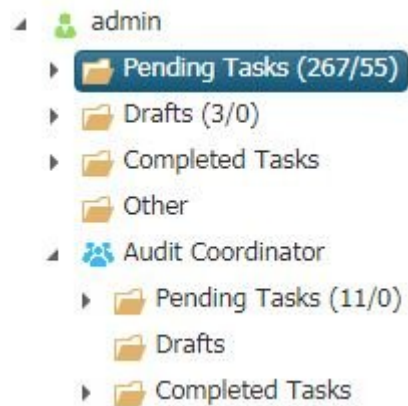 admin
Pending Tasks (267/55)
Drafts (3/0)
Completed Tasks
Other
Audit Coordinator
Pending Tasks (11/0)
Drafts
Completed Tasks